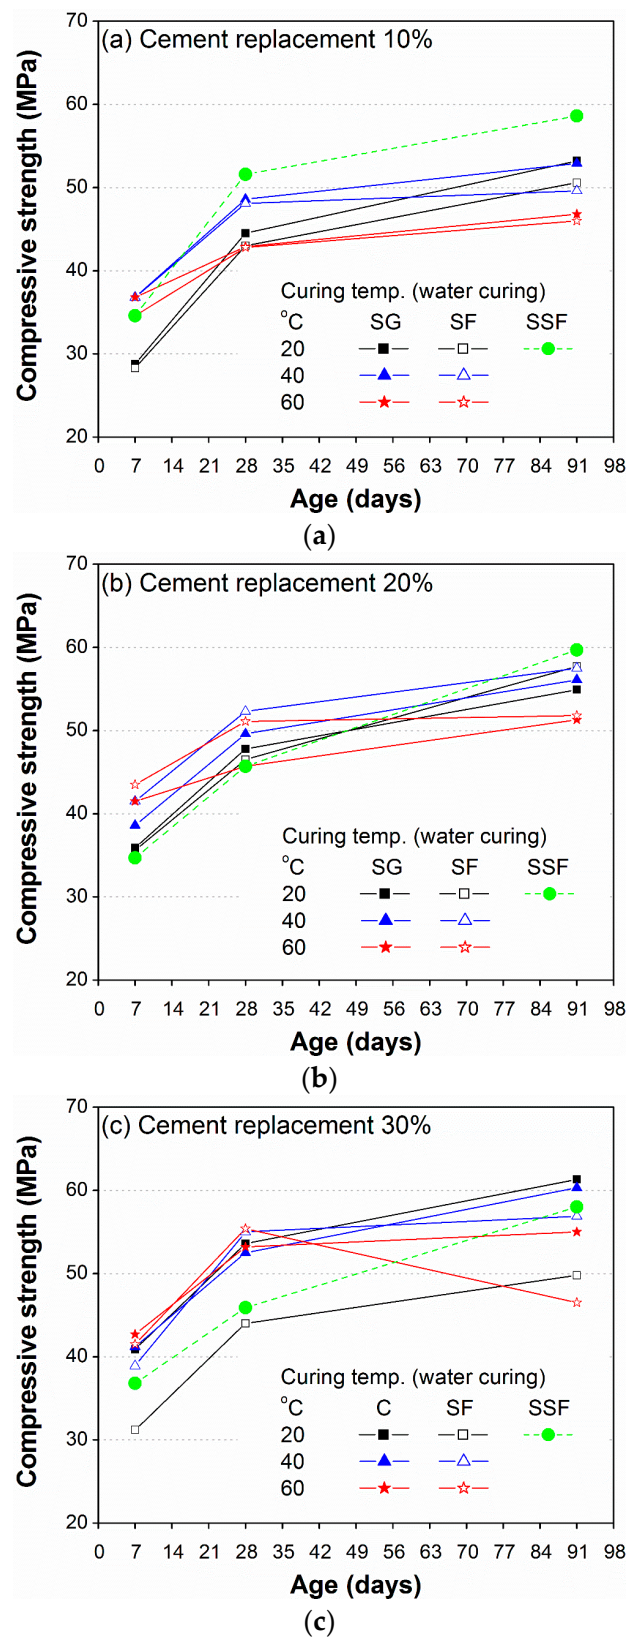 (a) Cement replacement 10%
Compressive strength (MPa)
70
60
50
40
30
20
Curing temp. (water curing)
°C SG SF SSF
20
40
60
0 7 14 21 28 35 42 49 56 63 70 77 84 91 98
Age (days)
(a)
(b) Cement replacement 20%
Compressive strength (MPa)
70
60
50
40
30
20
Curing temp. (water curing)
°C SG SF SSF
20
40
60
0 7 14 21 28 35 42 49 56 63 70 77 84 91 98
Age (days)
(b)
(c) Cement replacement 30%
Compressive strength (MPa)
70
60
50
40
30
20
Curing temp. (water curing)
°C C SF SSF
20
40
60
0 7 14 21 28 35 42 49 56 63 70 77 84 91 98
Age (days)
(c)